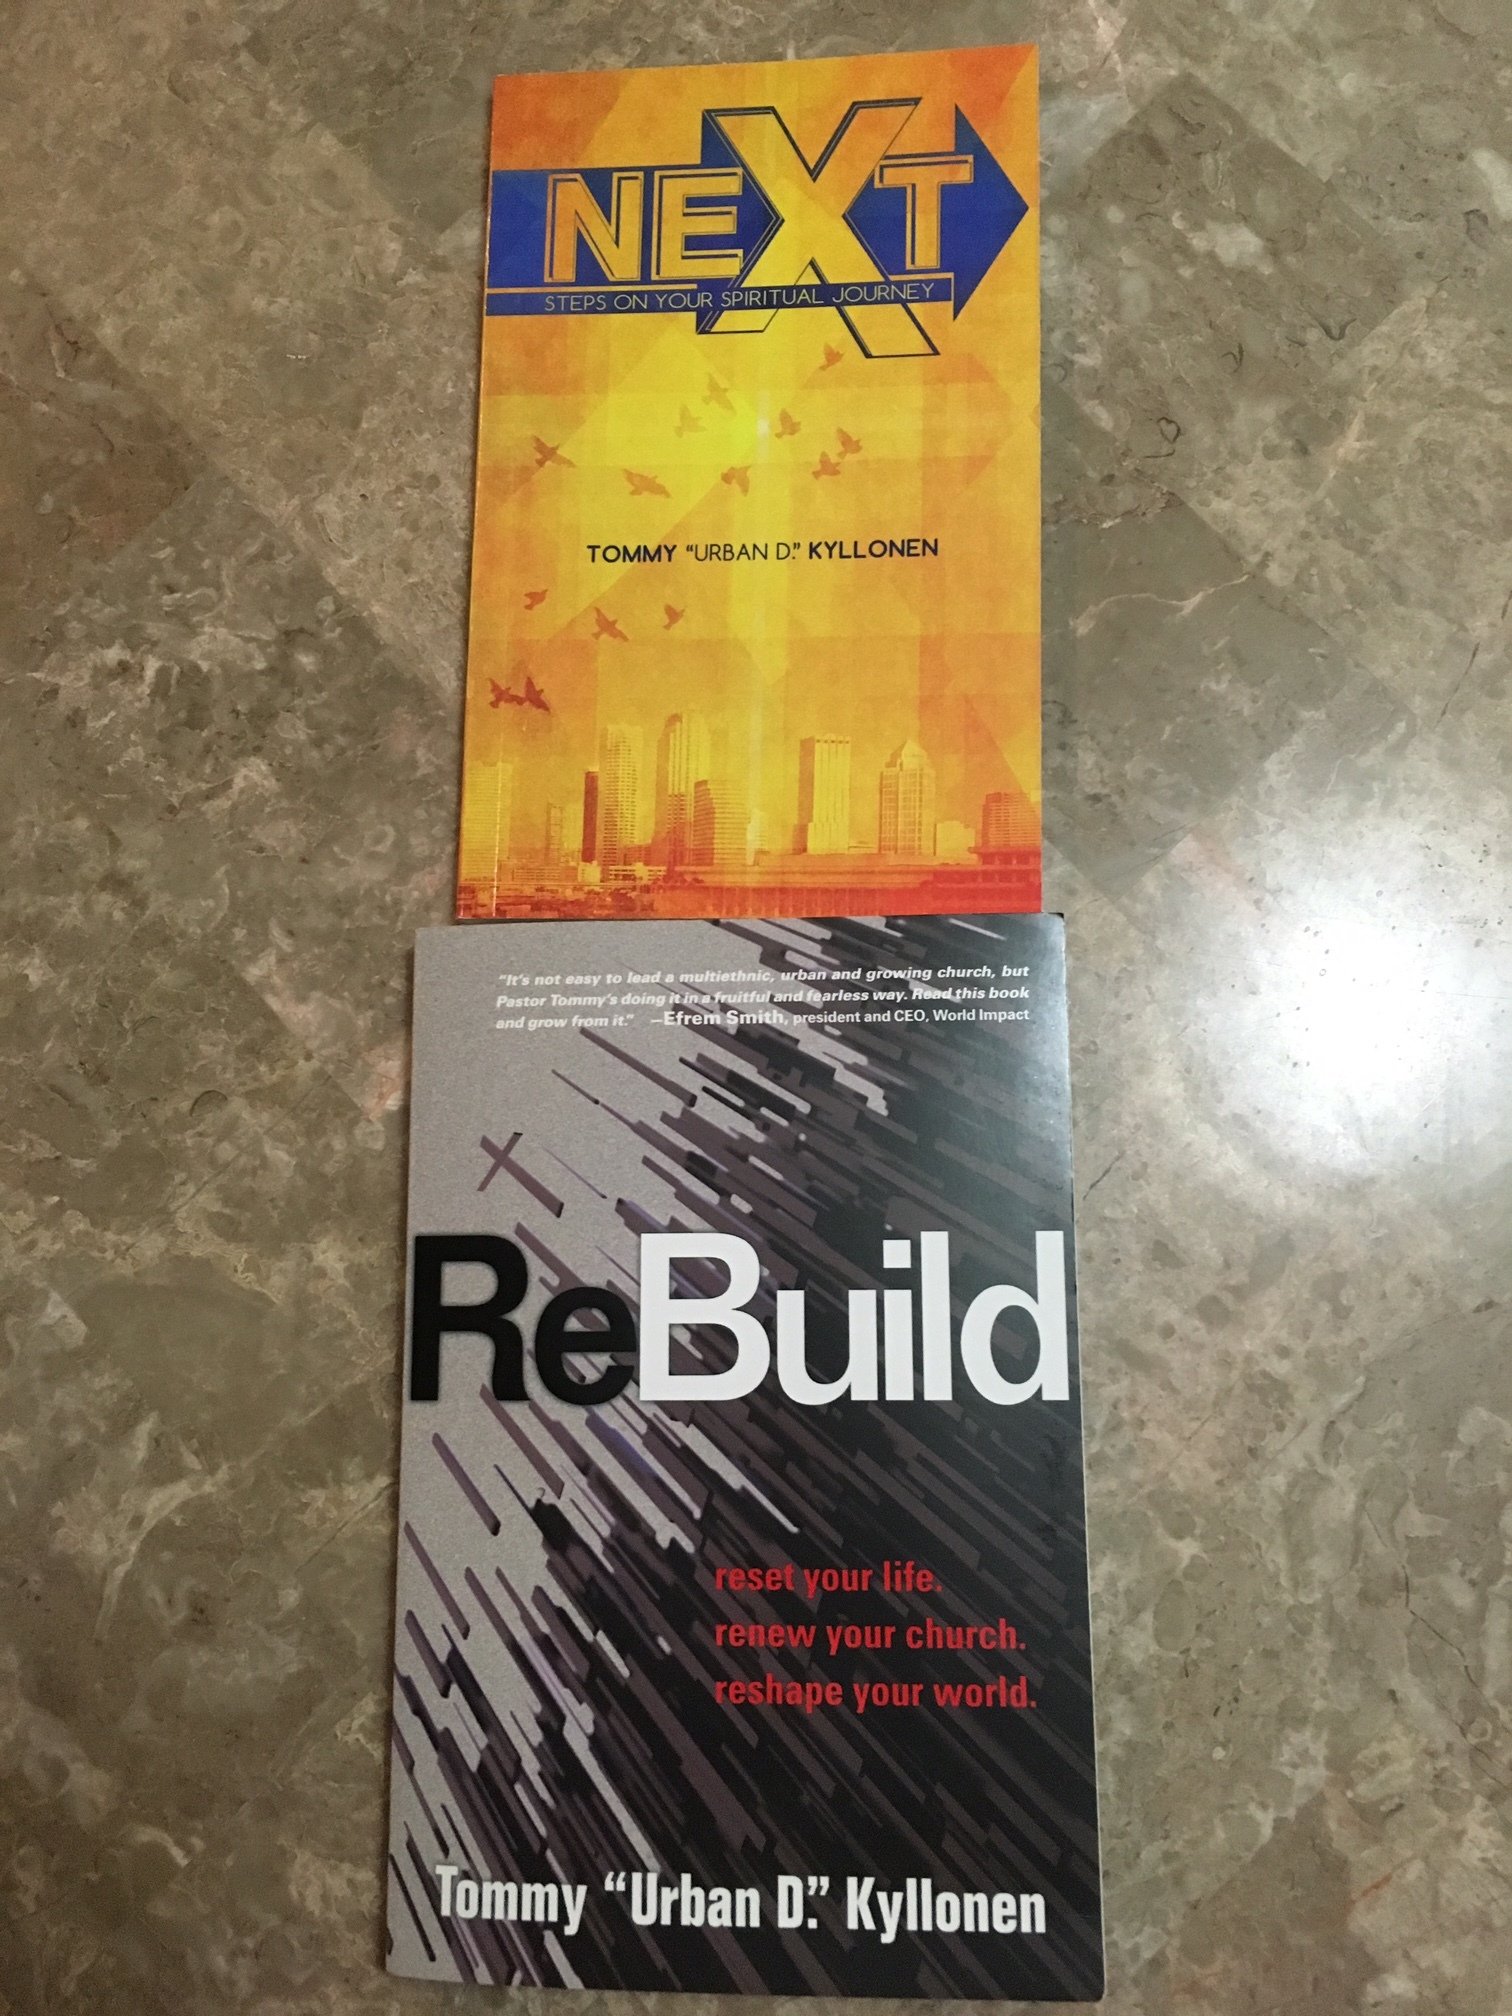 NEXT
STEPS ON YOUR SPIRITUAL JOURNEY
TOMMY "URBAN D." KYLLONEN
"It's not easy to lead a multiethnic, urban and growing church, but
Pastor Tommy's doing it in a fruitful and fearless way. Read this book
and grow from it." —Efrem Smith, president and CEO, World Impact
ReBuild
reset your life.
renew your church.
reshape your world.
Tommy "Urban D." Kyllonen